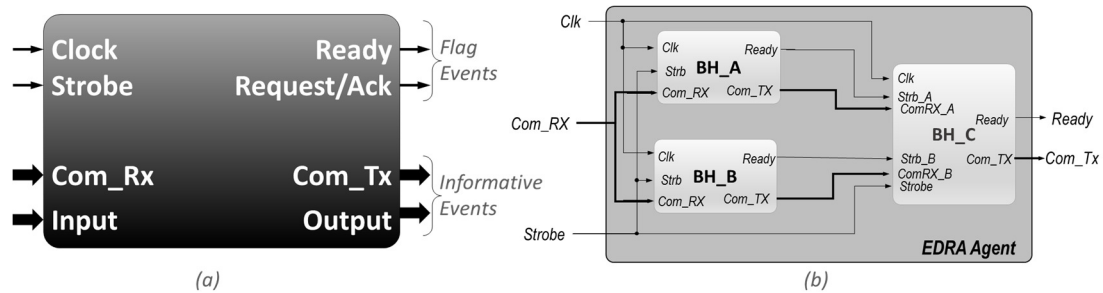 Clock
Strobe
Com_Rx
Input
Ready
Request/Ack
Com_Tx
Output
Flag
Events
Informative
Events
(a)
Clk
Com_RX
Strobe
Clk
Strb
Com_RX
BH_A
Ready
Com_TX
Clk
Strb
Com_RX
BH_B
Ready
Com_TX
Clk
Strb_A
ComRX_A
Strb_B
ComRX_B
Strobe
BH_C
Ready
Com_TX
Ready
Com_Tx
EDRA Agent
(b)